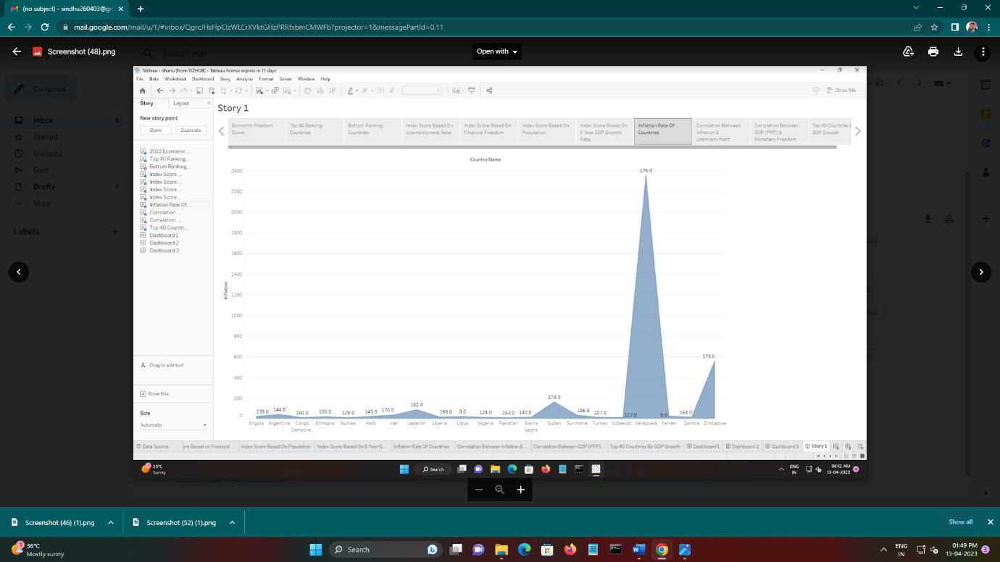 (no subject) - sindhu260403@gm
mail.google.com/mail/u/1/#inbox/QgrcJHsHpClzWLCrXVktGHzPRRfxbmCMWFb?projector=1&messagePartId=0.11
Screenshot (48).png
Search mail
Open with
Compose
Inbox
Starred
Snoozed
Sent
Drafts
More
Labels
Tableau - dhanu [from VIZHUB] - Tableau license expires in 11 days
File Data Worksheet Dashboard Story Analysis Format Server Window Help
Show Me
Story Layout
New story point
Blank Duplicate
2022 Economic ...
Top 40 Ranking...
Bottom Ranking...
Index Score ...
Index Score ...
Index Score ...
Index Score ...
Inflation Rate Of...
Corrolation ...
Correlation ...
Top 40 Countri...
Dashboard 1
Dashboard 2
Dashboard 3
A Drag to add text
Show title
Size
Automatic
Story 1
Economic Freedom Score
Top 40 Ranking Countries
Bottom Ranking Countries
Index Score Based On Unemployment Rate
Index Score Based On Financial Freedom
Index Score Based On Population
Index Score Based On 5 Year GDP Growth Rate
Inflation Rate Of Countries
Corrolation Between Inflation & Unemployment
Correlation Between GDP (PPP) & Monetary Freedom
Top 40 Countries B GDP Growth
Country Name
Inflation
2400
2200
2000
1800
1600
1400
1200
1000
800
600
400
200
0
139.0 144.0 160.0 150.0 129.0 145.0 170.0 162.0 159.0 0.0 124.0 153.0 140.0 174.0 156.0 107.0 117.0 176.0 0.0 154.0 173.0
Angola Argentina Congo Democra.. Ethiopia Guinea Haiti Iran Lebanon Liberia Libya Nigeria Pakistan Sierra Leone Sudan Suriname Turkey Uzbekist.. Venezuela Yemen Zambia Zimbabwe
Data Source ore Based on Financial ... Index Score Based On Population Index Score Based On 5 Year G... Inflation Rate Of Countries Corrolation Between Inflation & ... Correlation Between GDP (PPP)... Top 40 Countries By GDP Growth Dashboard 1 Dashboard 2 Dashboard 3 Story 1
35°C
Sunny
Search
ENG
IN
06:12 AM
13-04-2023
Screenshot (46) (1).png
Screenshot (52) (1).png
Show all
36°C
Mostly sunny
Search
ENG
IN
01:49 PM
13-04-2023